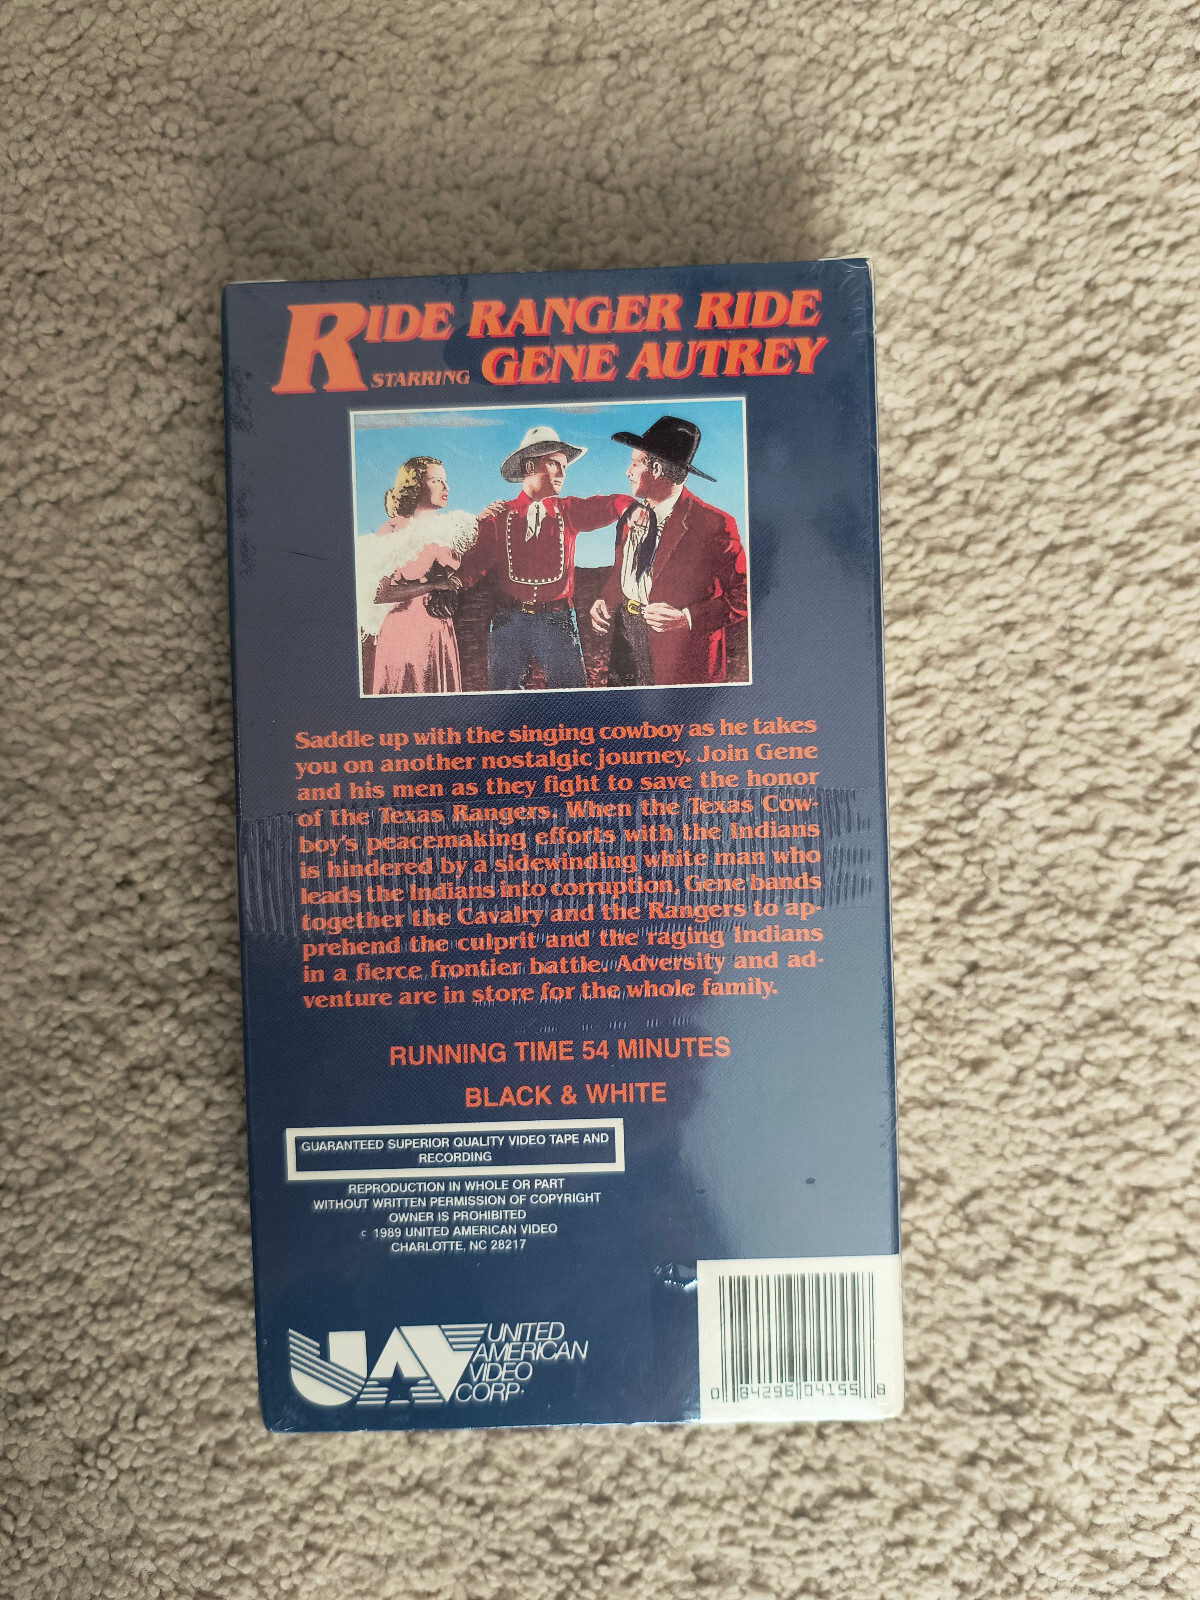 RIDE RANGER RIDE
STARRING GENE AUTREY
Saddle up with the singing cowboy as he takes
you on another nostalgic journey. Join Gene
and his men as they fight to save the honor
of the Texas Rangers. When the Texas Cow-
boy's peacemaking efforts with the Indians
is hindered by a sidewinding white man who
leads the Indians into corruption, Gene bands
together the Cavalry and the Rangers to ap-
prehend the culprit and the raging Indians
in a fierce frontier battle. Adversity and ad-
venture are in store for the whole family.
RUNNING TIME 54 MINUTES
BLACK & WHITE
GUARANTEED SUPERIOR QUALITY VIDEO TAPE AND
RECORDING
REPRODUCTION IN WHOLE OR PART
WITHOUT WRITTEN PERMISSION OF COPYRIGHT
OWNER IS PROHIBITED
c 1989 UNITED AMERICAN VIDEO
CHARLOTTE, NC 28217
UAV UNITED
AMERICAN
VIDEO
CORP.
0 84296 04155 8